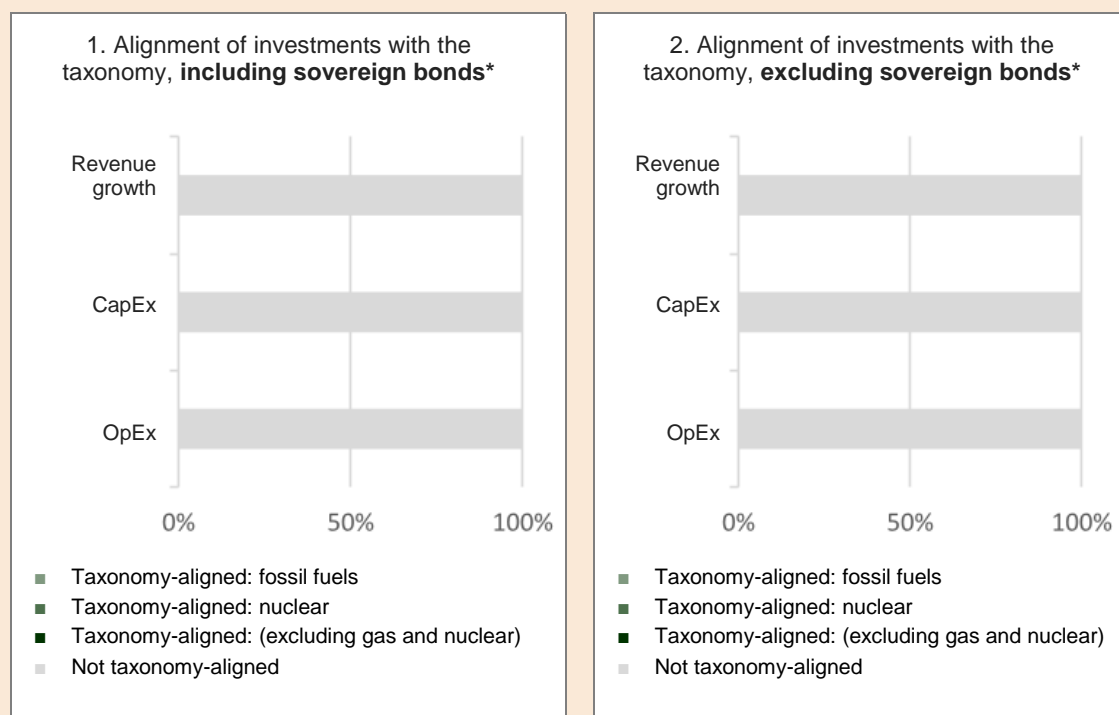 1. Alignment of investments with the
taxonomy, including sovereign bonds*
Revenue
growth
CapEx
OpEx
0%
50%
100%
Taxonomy-aligned: fossil fuels
Taxonomy-aligned: nuclear
Taxonomy-aligned: (excluding gas and nuclear)
Not taxonomy-aligned
2. Alignment of investments with the
taxonomy, excluding sovereign bonds*
Revenue
growth
CapEx
OpEx
0%
50%
100%
Taxonomy-aligned: fossil fuels
Taxonomy-aligned: nuclear
Taxonomy-aligned: (excluding gas and nuclear)
Not taxonomy-aligned